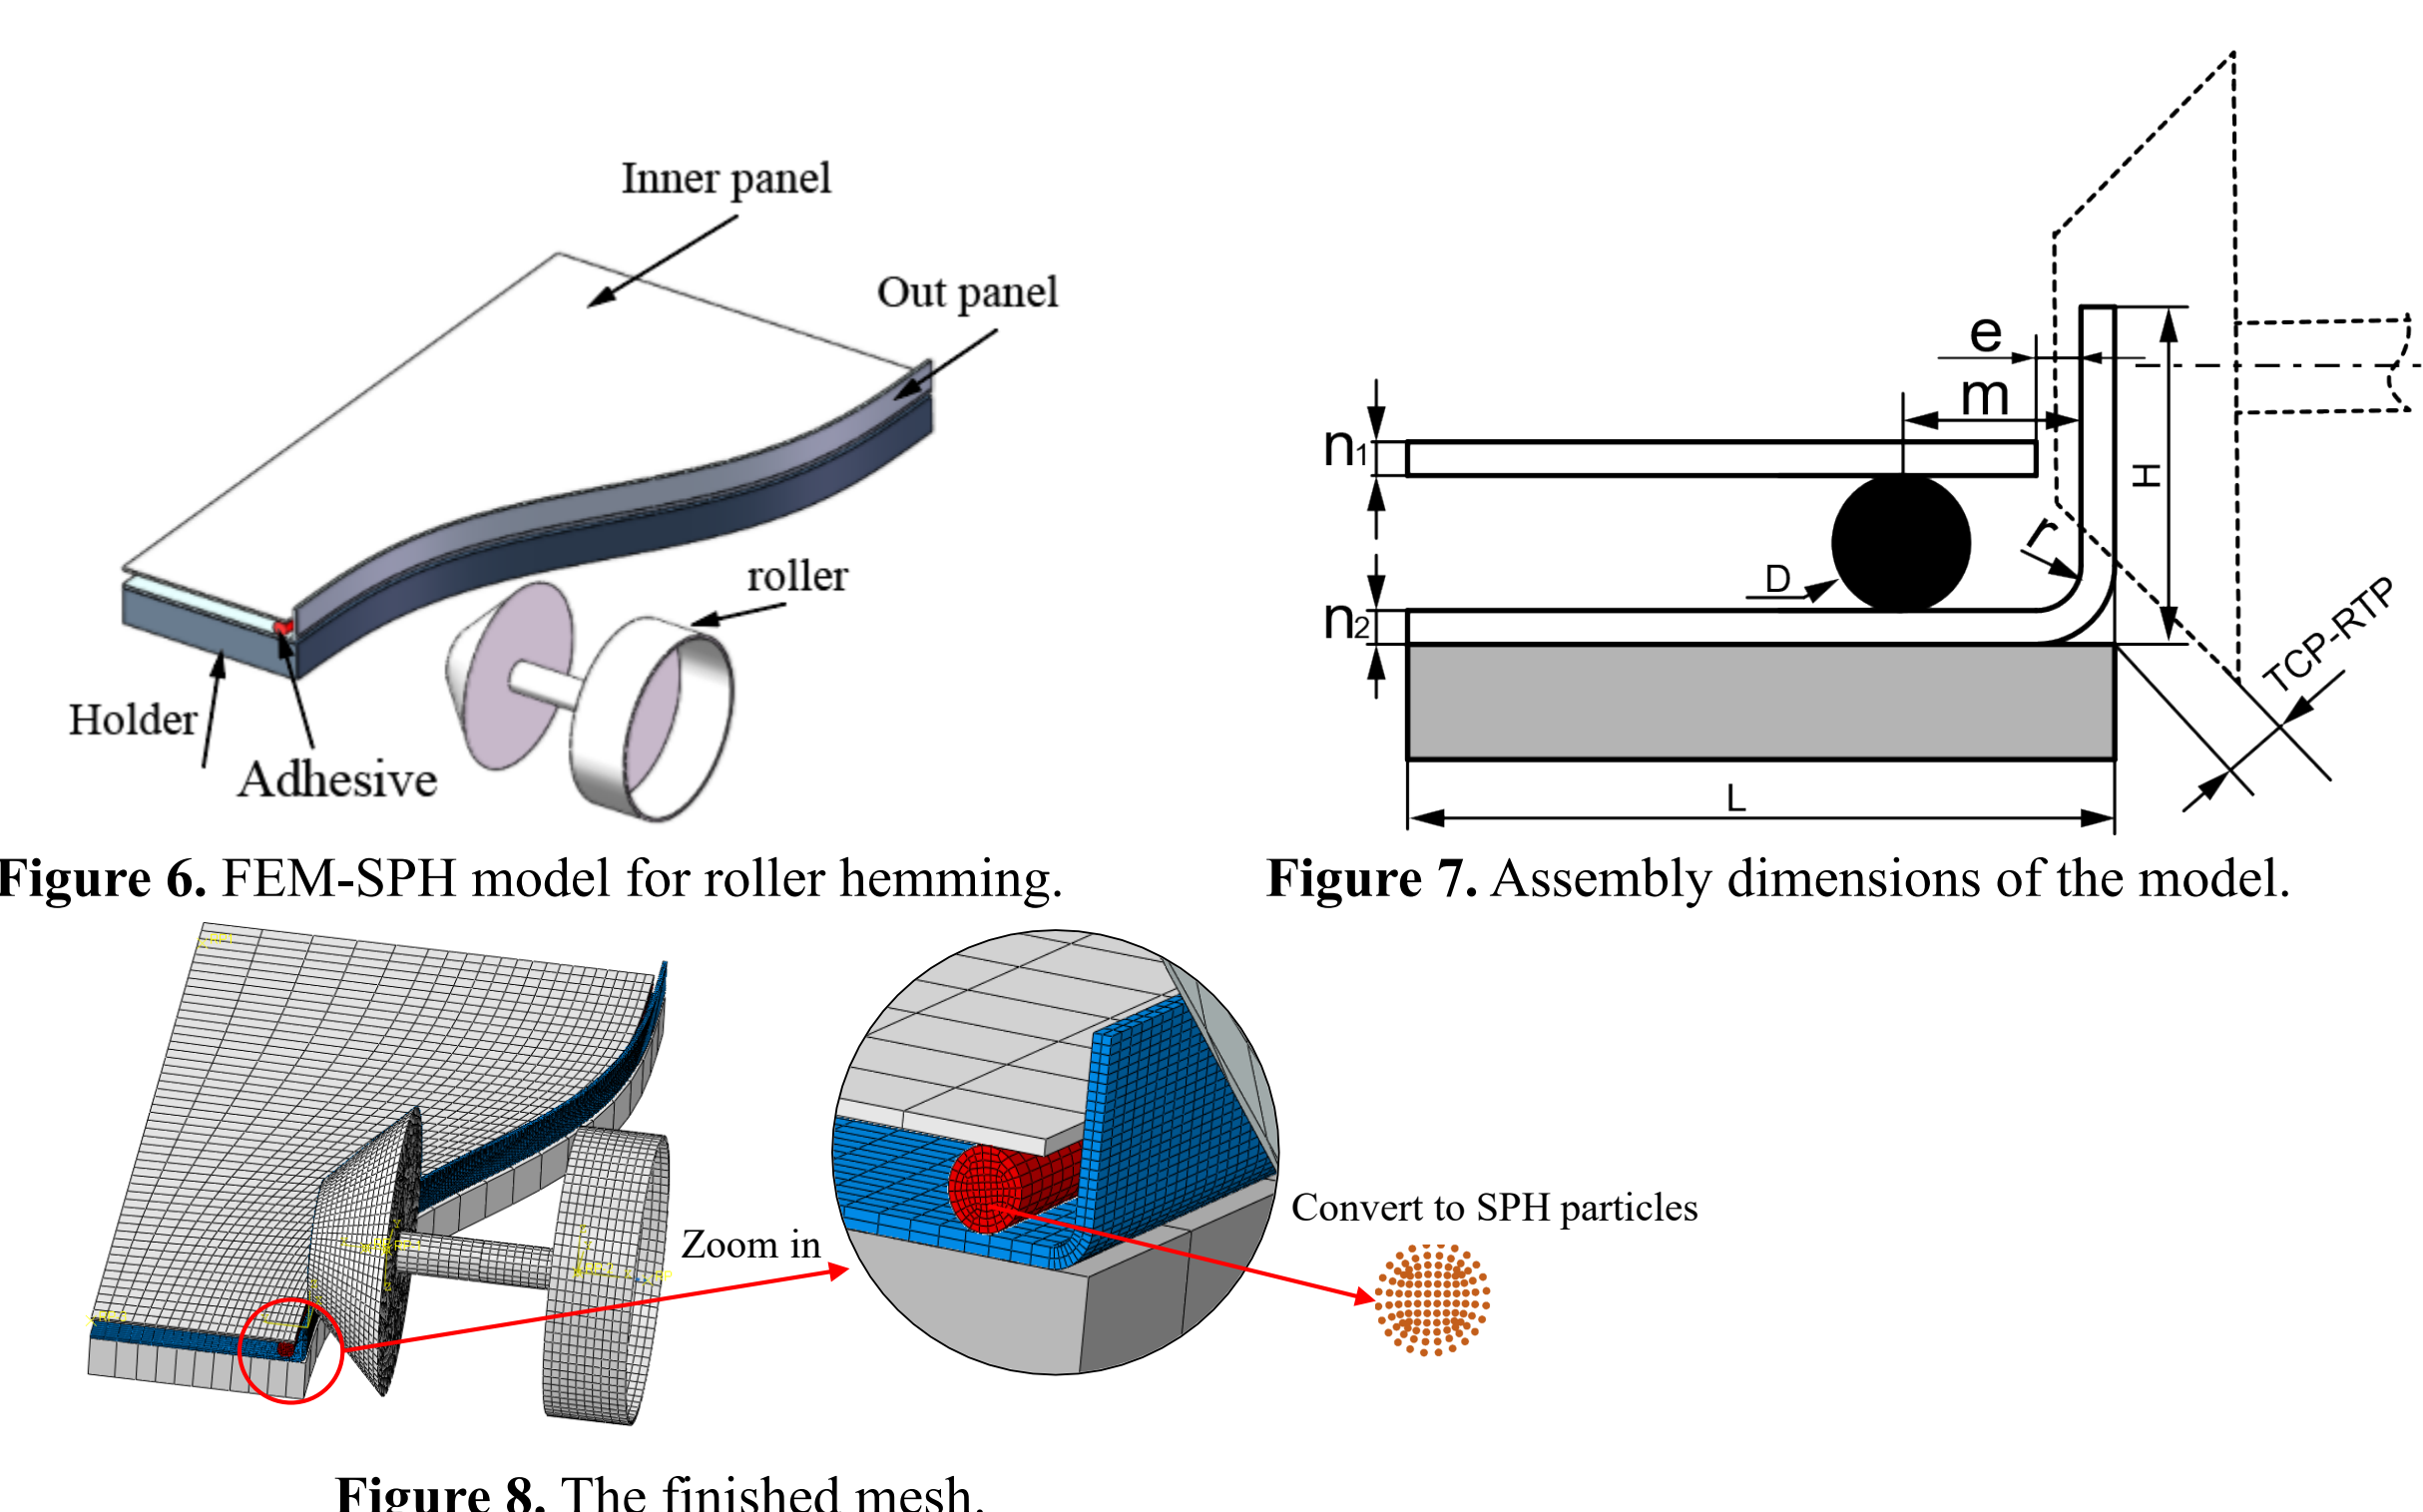 Inner panel
Out panel
roller
Holder
Adhesive
Figure 6. FEM-SPH model for roller hemming.
e
m
n1
H
r
D
n2
TCP-RTP
L
Figure 7. Assembly dimensions of the model.
Zoom in
Convert to SPH particles
Figure 8. The finished mesh.